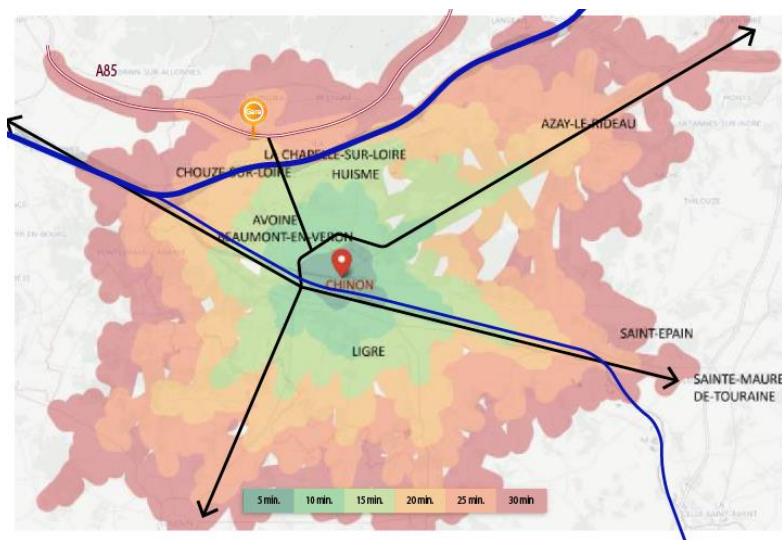 A85
Gare
AZAY-LE-RIDEAU
LA CHAPELLE-SUR-LOIRE
CHOUZE-SUR-LOIRE
HUISME
AVOINE
BEAUMONT-EN-VERON
CHINON
SAINT-EPAIN
LIGRE
SAINTE-MAURE
DE-TOURAINE
5 min. 10 min. 15 min. 20 min. 25 min. 30 min